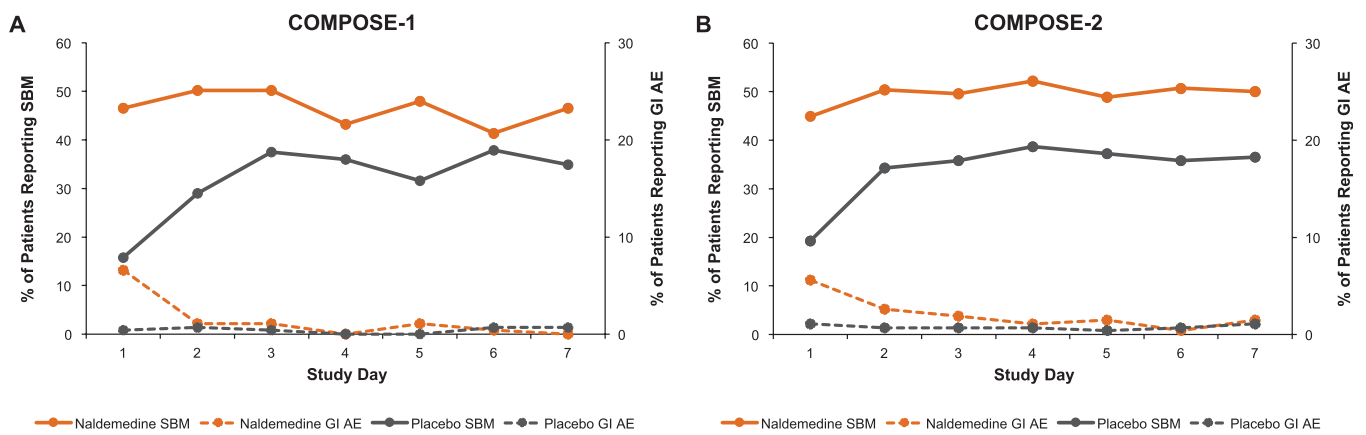 A
COMPOSE-1
% of Patients Reporting SBM
60
50
40
30
20
10
0
30
20
10
0
% of Patients Reporting GI AE
1 2 3 4 5 6 7
Study Day
Naldemedine SBM Naldemedine GI AE Placebo SBM Placebo GI AE
B
COMPOSE-2
% of Patients Reporting SBM
60
50
40
30
20
10
0
30
20
10
0
% of Patients Reporting GI AE
1 2 3 4 5 6 7
Study Day
Naldemedine SBM Naldemedine GI AE Placebo SBM Placebo GI AE